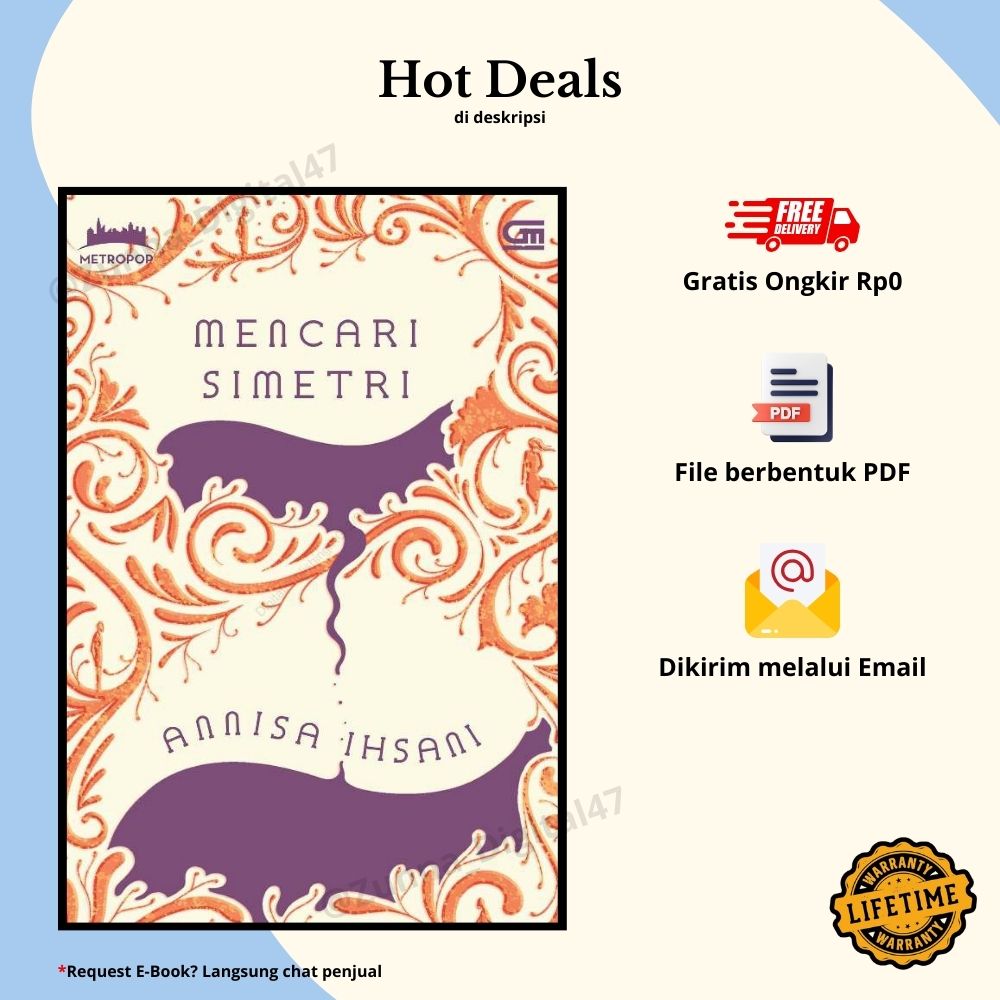 Hot Deals
di deskripsi
METROPOP
GM
MENCARI
SIMETRI
ANNISA IHSANI
FREE
DELIVERY
Gratis Ongkir Rp0
PDF
File berbentuk PDF
@
Dikirim melalui Email
WARRANTY
LIFETIME
WARRANTY
*Request E-Book? Langsung chat penjual